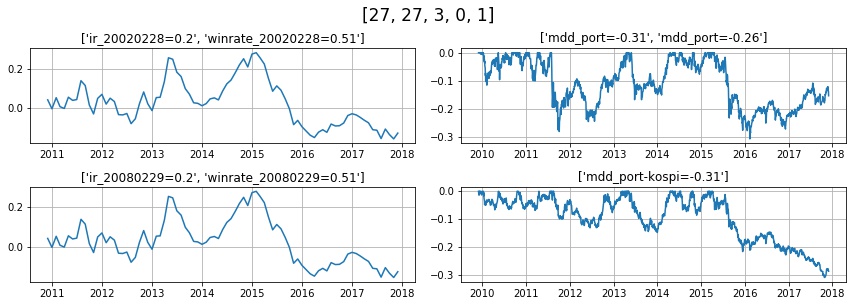 [27, 27, 3, 0, 1]
['ir_20020228=0.2', 'winrate_20020228=0.51']
0.2
0.0
2011 2012 2013 2014 2015 2016 2017 2018
['mdd_port=-0.31', 'mdd_port=-0.26']
0.0
−0.1
−0.2
−0.3
2010 2011 2012 2013 2014 2015 2016 2017 2018
['ir_20080229=0.2', 'winrate_20080229=0.51']
0.2
0.0
2011 2012 2013 2014 2015 2016 2017 2018
['mdd_port-kospi=-0.31']
0.0
−0.1
−0.2
−0.3
2010 2011 2012 2013 2014 2015 2016 2017 2018